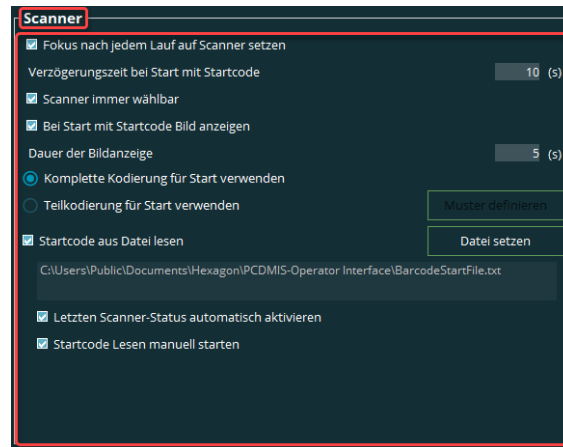 Scanner
Fokus nach jedem Lauf auf Scanner setzen
Verzögerungszeit bei Start mit Startcode 10 (s)
Scanner immer wählbar
Bei Start mit Startcode Bild anzeigen
Dauer der Bildanzeige 5 (s)
Komplette Kodierung für Start verwenden
Teilkodierung für Start verwenden Muster definieren
Startcode aus Datei lesen Datei setzen
C:\Users\Public\Documents\Hexagon\PCDMIS-Operator Interface\BarcodeStartFile.txt
Letzten Scanner-Status automatisch aktivieren
Startcode Lesen manuell starten